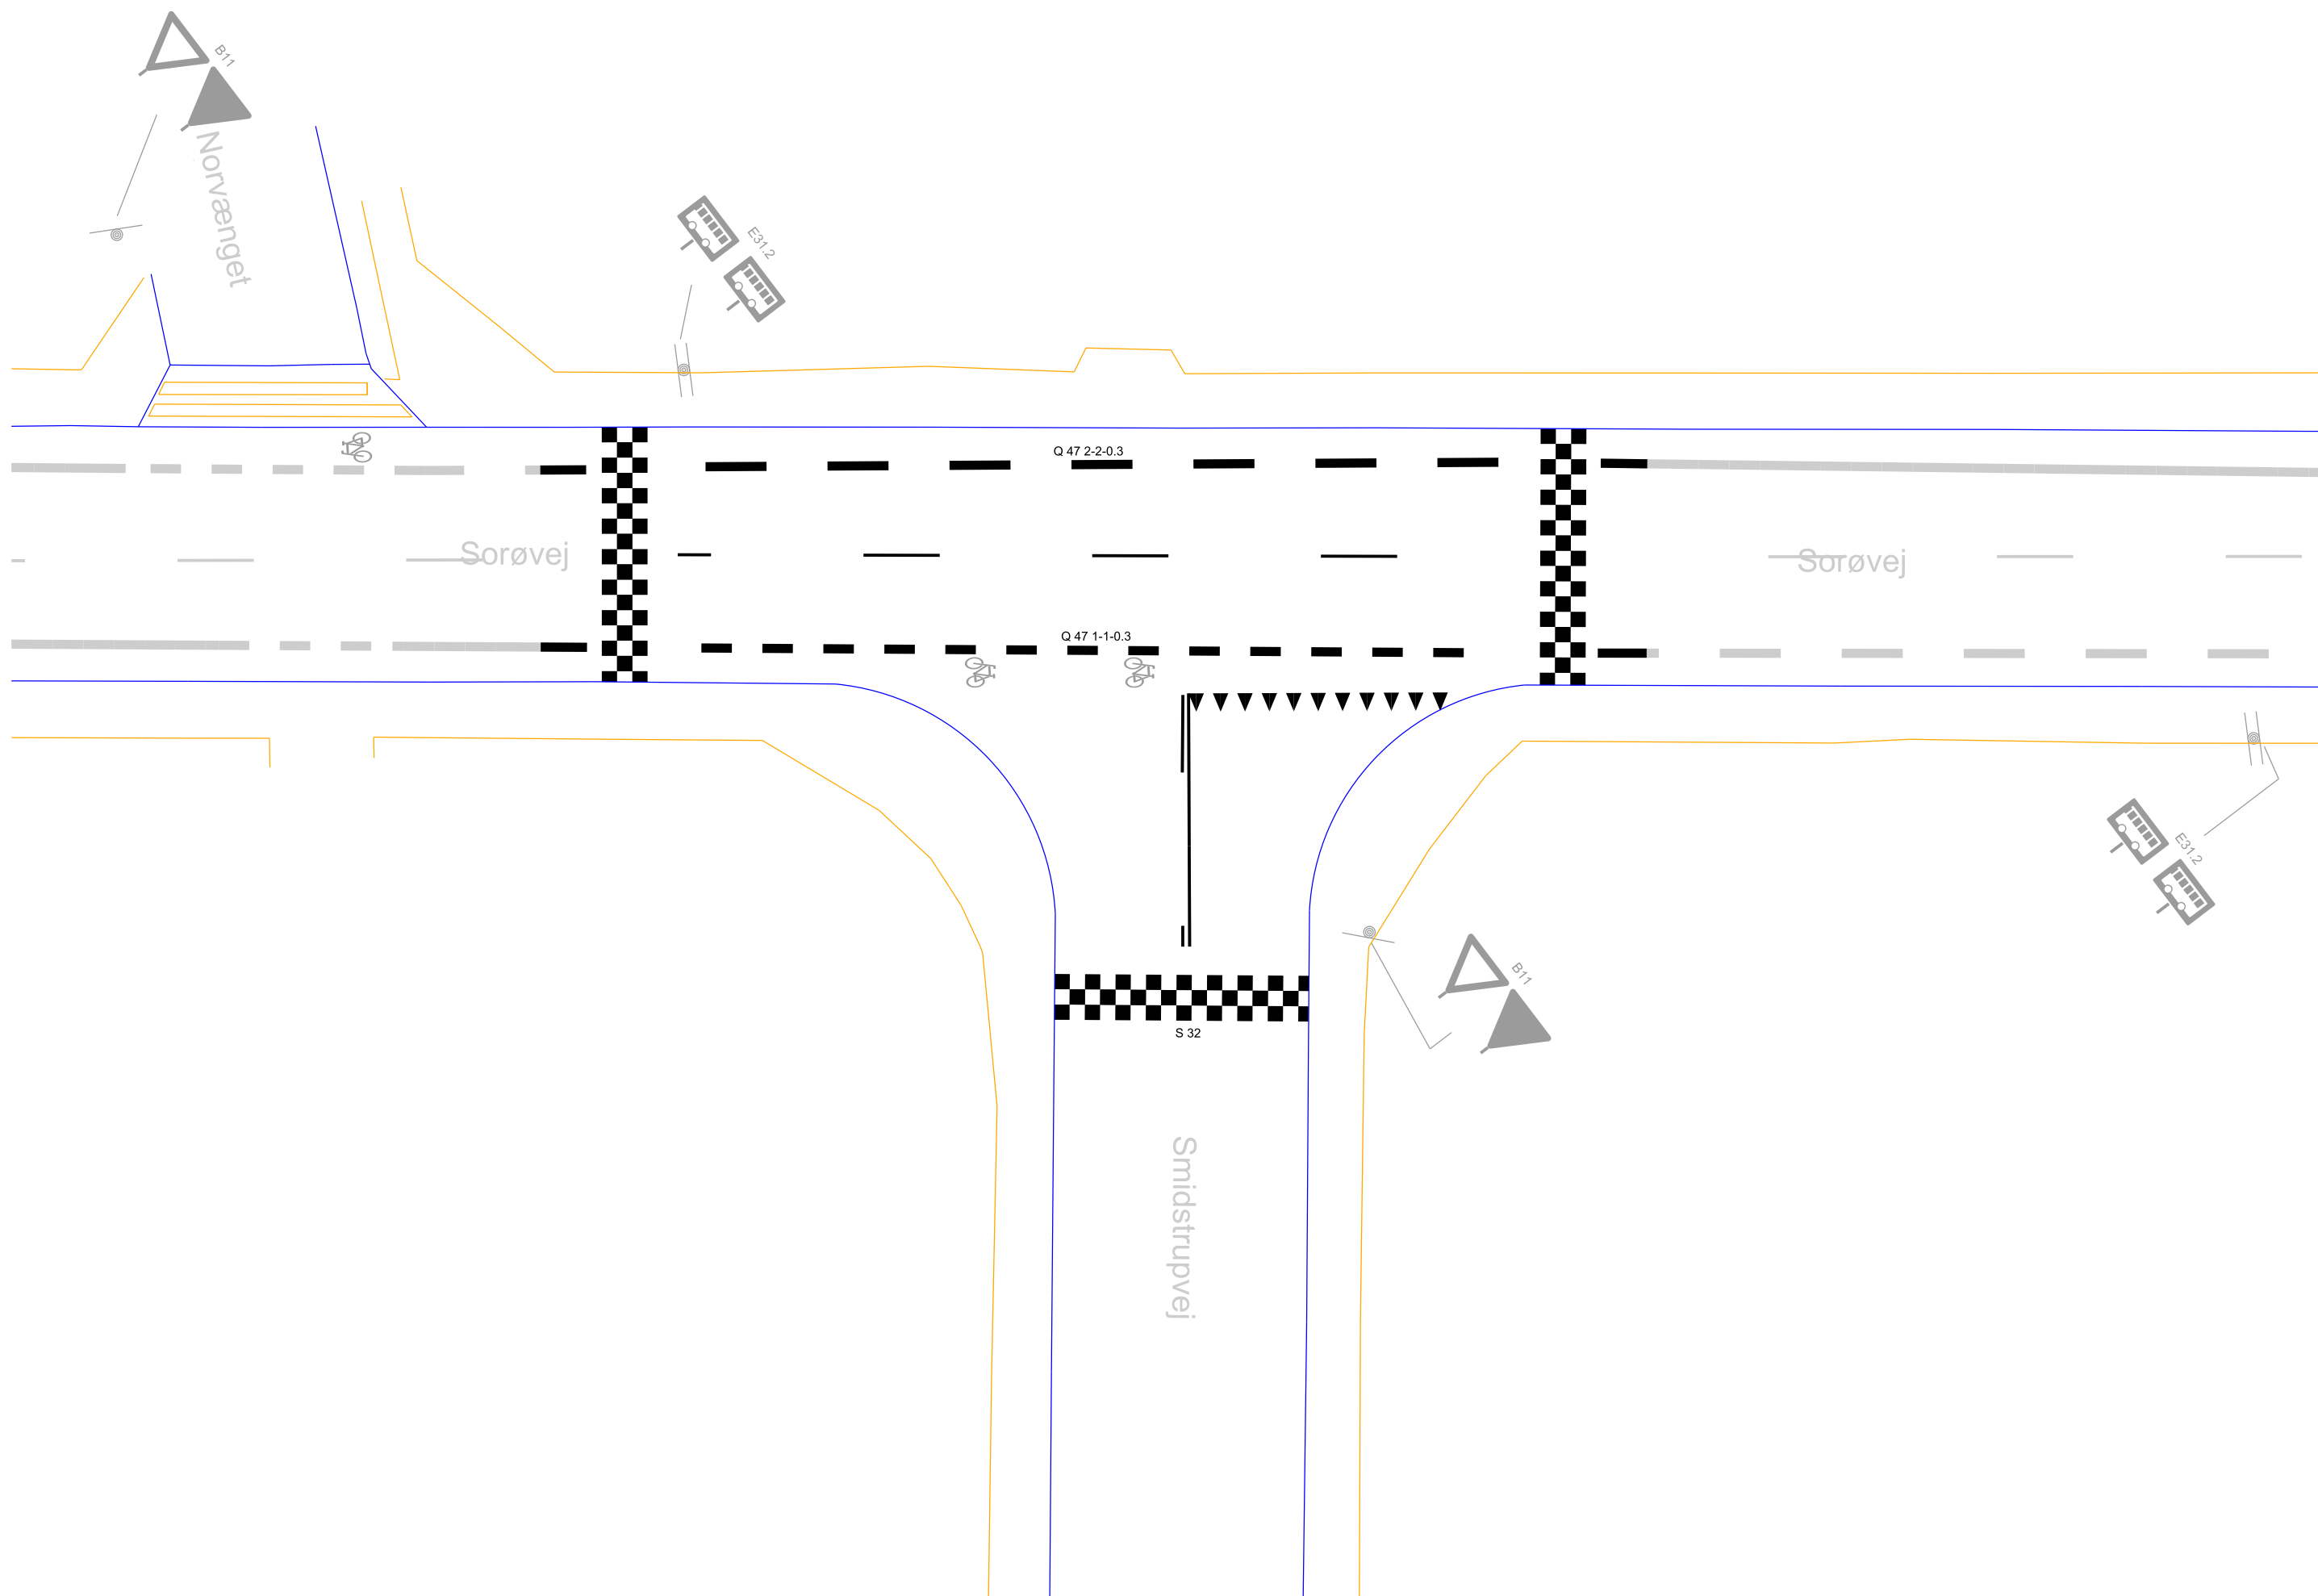 B11
Norvænget
E31.2
Q 47 2-2-0.3
Sorøvej
Sorøvej
Q 47 1-1-0.3
E31.2
B11
S 32
Smidstrupvej